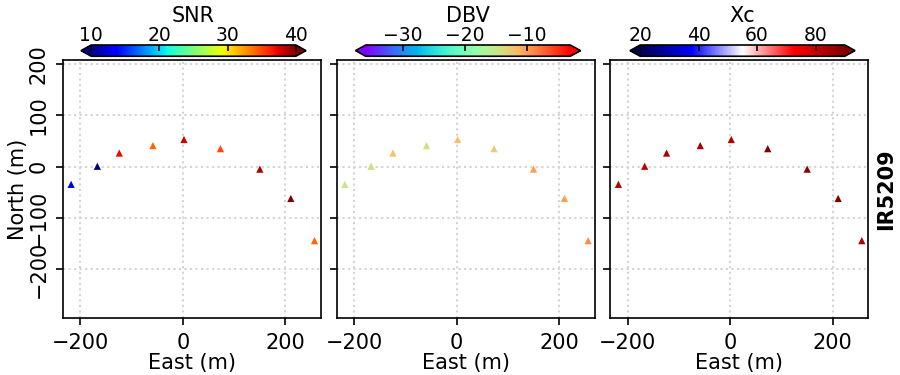 SNR DBV Xc
10 20 30 40 −30 −20 −10 20 40 60 80
200
100
0
−100
−200
North (m)
IR5209
−200 0 200 −200 0 200 −200 0 200
East (m) East (m) East (m)